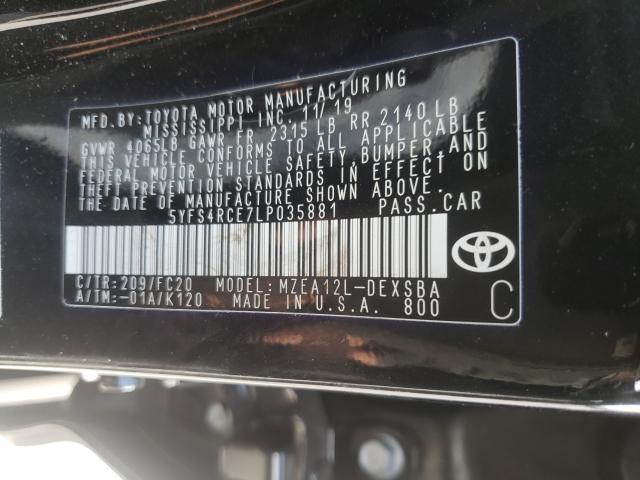 MFD.BY:TOYOTA MOTOR MANUFACTURING
MISSISSIPPI INC.11/19
GVWR 4065LB GAWR FR 2315 LB RR 2140 LB
THIS VEHICLE CONFORMS TO ALL APPLICABLE
FEDERAL MOTOR VEHICLE SAFETY,BUMPER,AND
THEFT PREVENTION STANDARDS IN EFFECT ON
THE DATE OF MANUFACTURE SHOWN ABOVE.
5YFS4RCE7LP035881 PASS.CAR
C/TR:209/FC20 MODEL:MZEA12L-DEXSBA
A/TM:-01A/K120 MADE IN U.S.A. 800
C